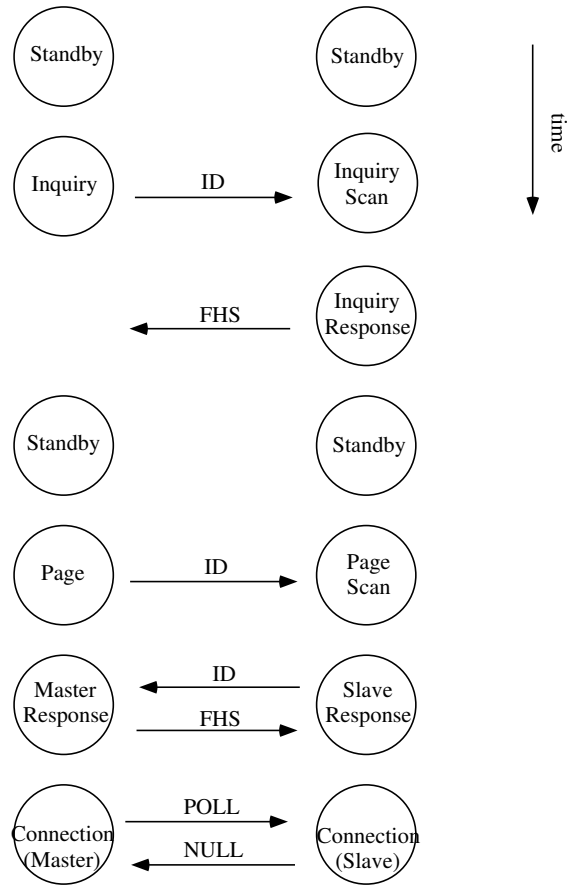 Standby
Standby
time
Inquiry
ID
Inquiry
Scan
FHS
Inquiry
Response
Standby
Standby
Page
ID
Page
Scan
Master
Response
ID
FHS
Slave
Response
Connection
(Master)
POLL
NULL
Connection
(Slave)